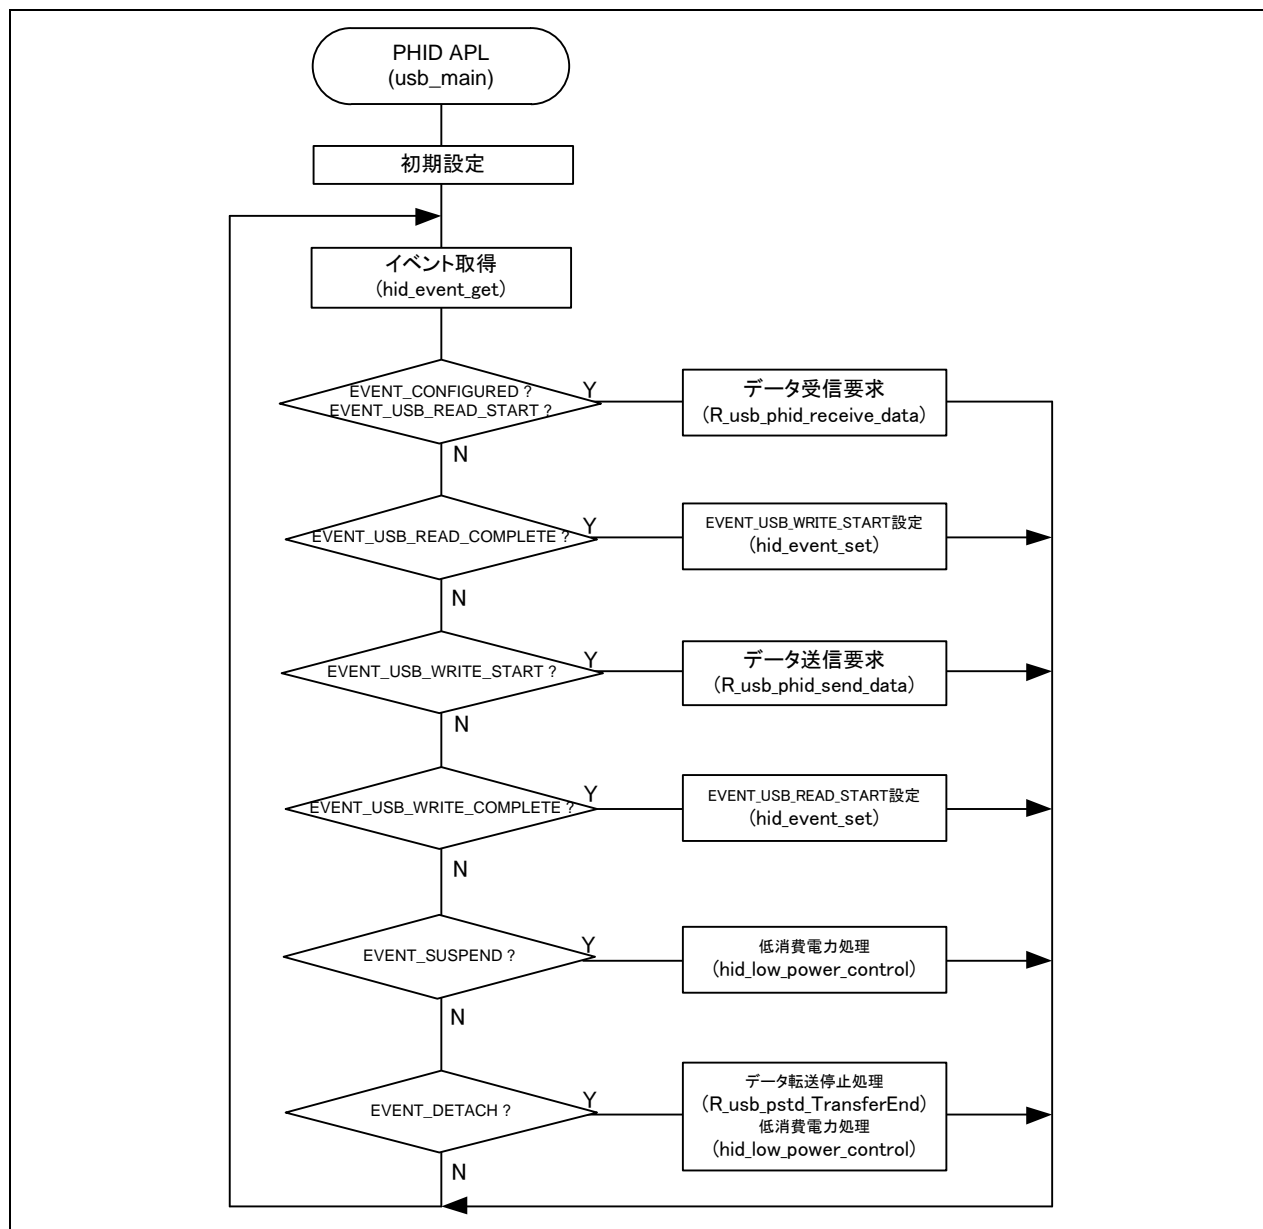 PHID APL
(usb_main)
初期設定
イベント取得
(hid_event_get)
EVENT_CONFIGURED ?
EVENT_USB_READ_START ?
Y
データ受信要求
(R_usb_phid_receive_data)
N
EVENT_USB_READ_COMPLETE ?
Y
EVENT_USB_WRITE_START設定
(hid_event_set)
N
EVENT_USB_WRITE_START ?
Y
データ送信要求
(R_usb_phid_send_data)
N
EVENT_USB_WRITE_COMPLETE ?
Y
EVENT_USB_READ_START設定
(hid_event_set)
N
EVENT_SUSPEND ?
Y
低消費電力処理
(hid_low_power_control)
N
EVENT_DETACH ?
Y
データ転送停止処理
(R_usb_pstd_TransferEnd)
低消費電力処理
(hid_low_power_control)
N